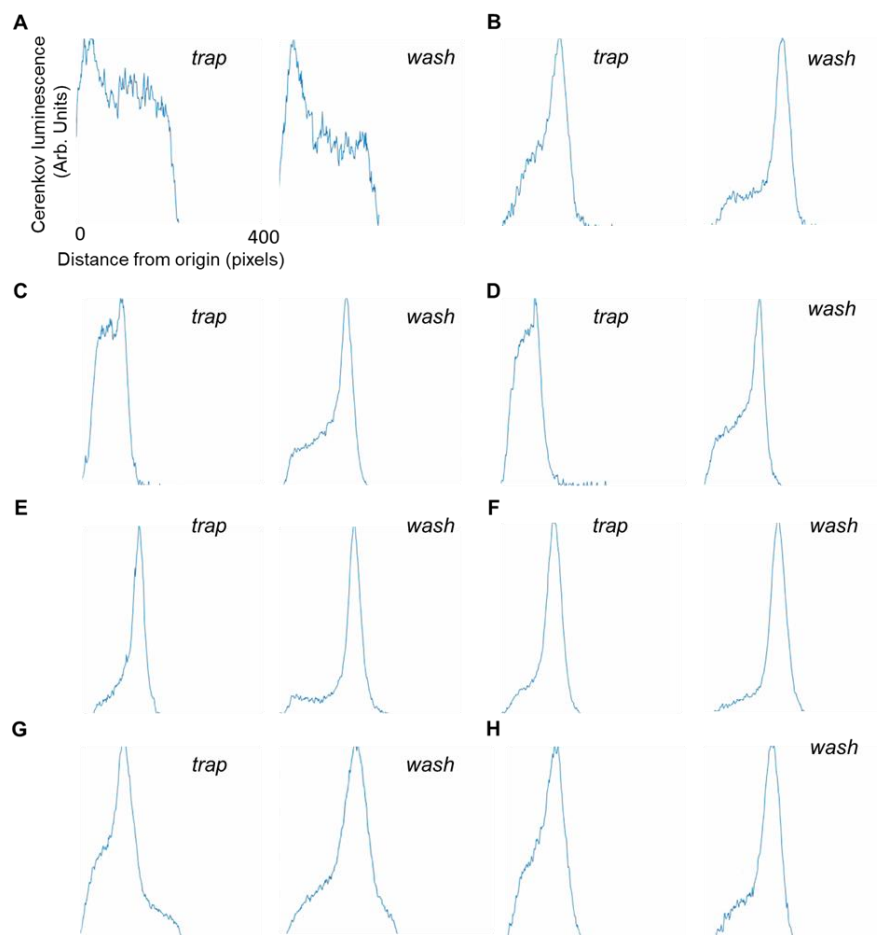 A
Cerenkov luminescence
(Arb. Units)
trap
wash
0
400
Distance from origin (pixels)
B
trap
wash
C
trap
wash
D
trap
wash
E
trap
wash
F
trap
wash
G
trap
wash
H
wash